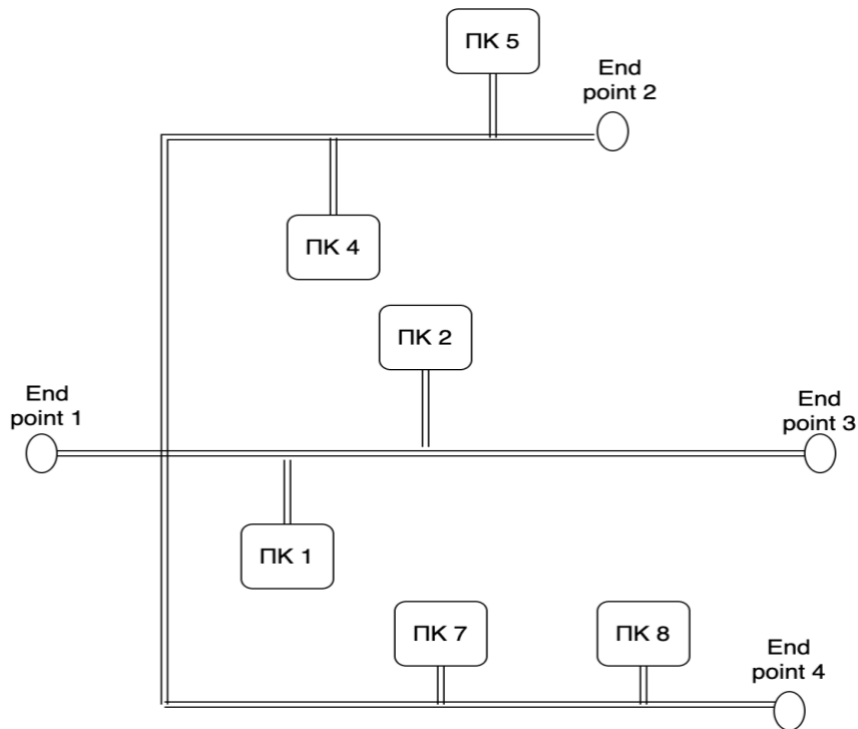 ПК 5
End
point 2
ПК 4
ПК 2
End
point 1
End
point 3
ПК 1
ПК 7
ПК 8
End
point 4